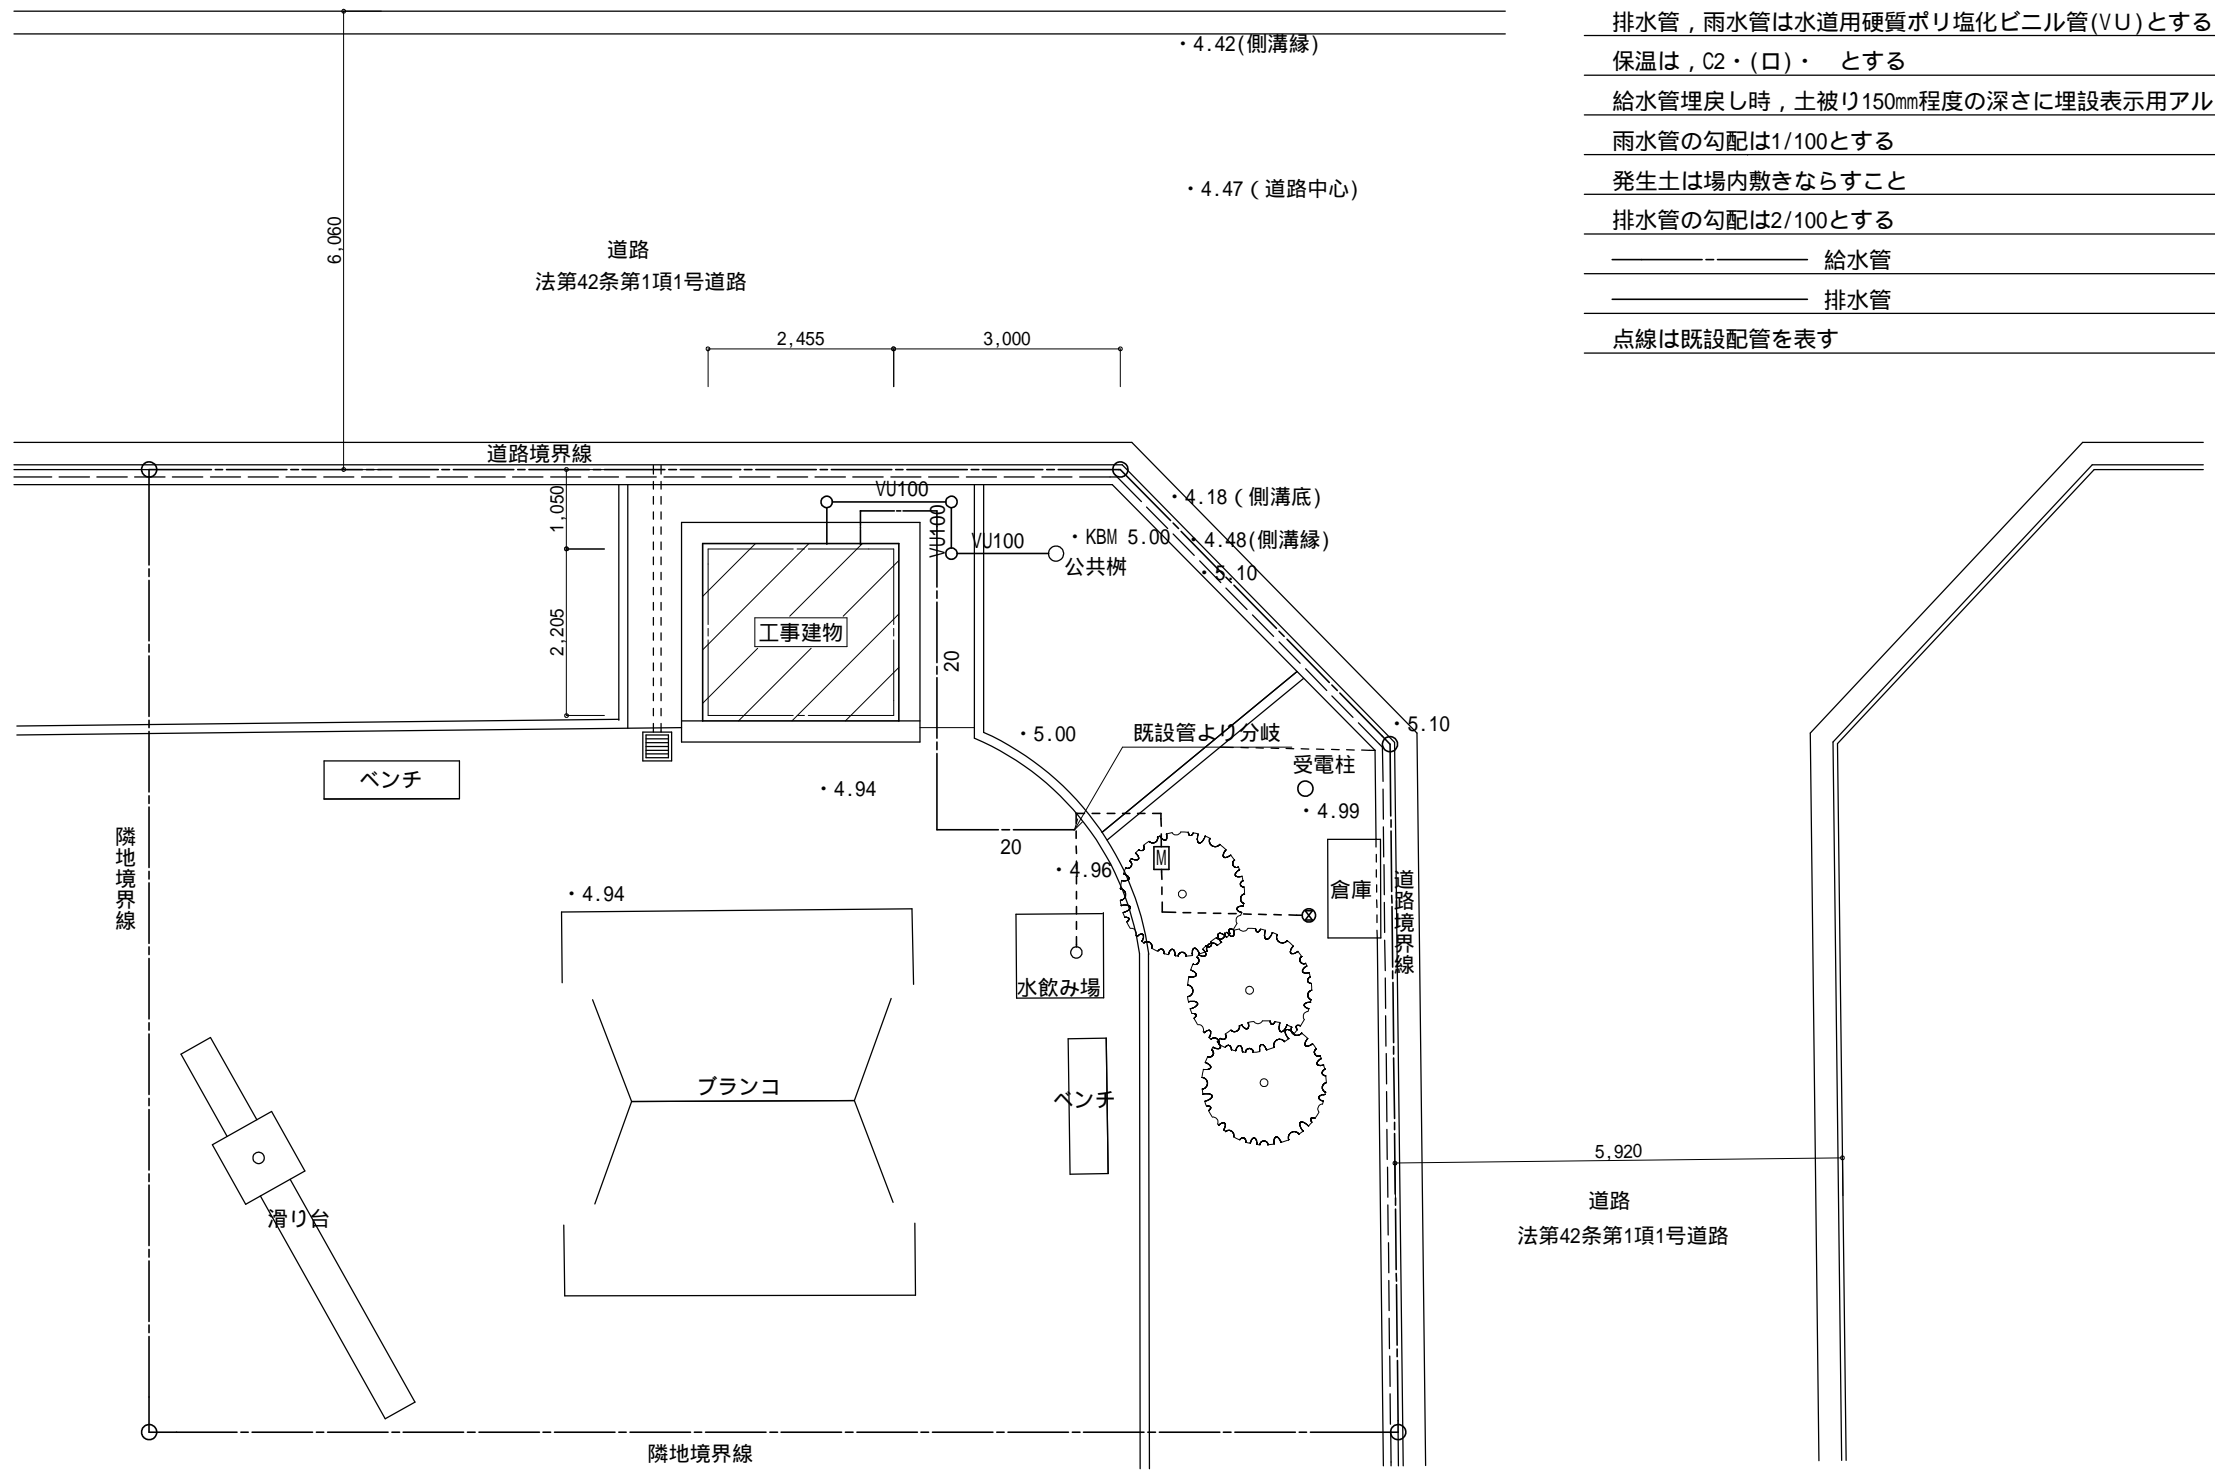 排水管，雨水管は水道用硬質ポリ塩化ビニル管(VU)とする
保温は，C2・(ロ)・　とする
給水管埋戻し時，土被り150mm程度の深さに埋設表示用アル
雨水管の勾配は1/100とする
発生土は場内敷きならすこと
排水管の勾配は2/100とする
給水管
排水管
点線は既設配管を表す
・4.42(側溝縁)
・4.47（道路中心)
6,060
道路
法第42条第1項1号道路
2,455
3,000
道路境界線
VU100
VU100
VU100
1,050
2,205
・4.18（側溝底)
・KBM 5.00
・4.48(側溝縁)
公共桝
・5.10
工事建物
20
・5.00
既設管より分岐
・5.10
受電柱
ベンチ
・4.94
・4.99
20
M
・4.96
倉庫
道路境界線
隣地境界線
・4.94
水飲み場
ブランコ
ベンチ
滑り台
5,920
道路
法第42条第1項1号道路
隣地境界線